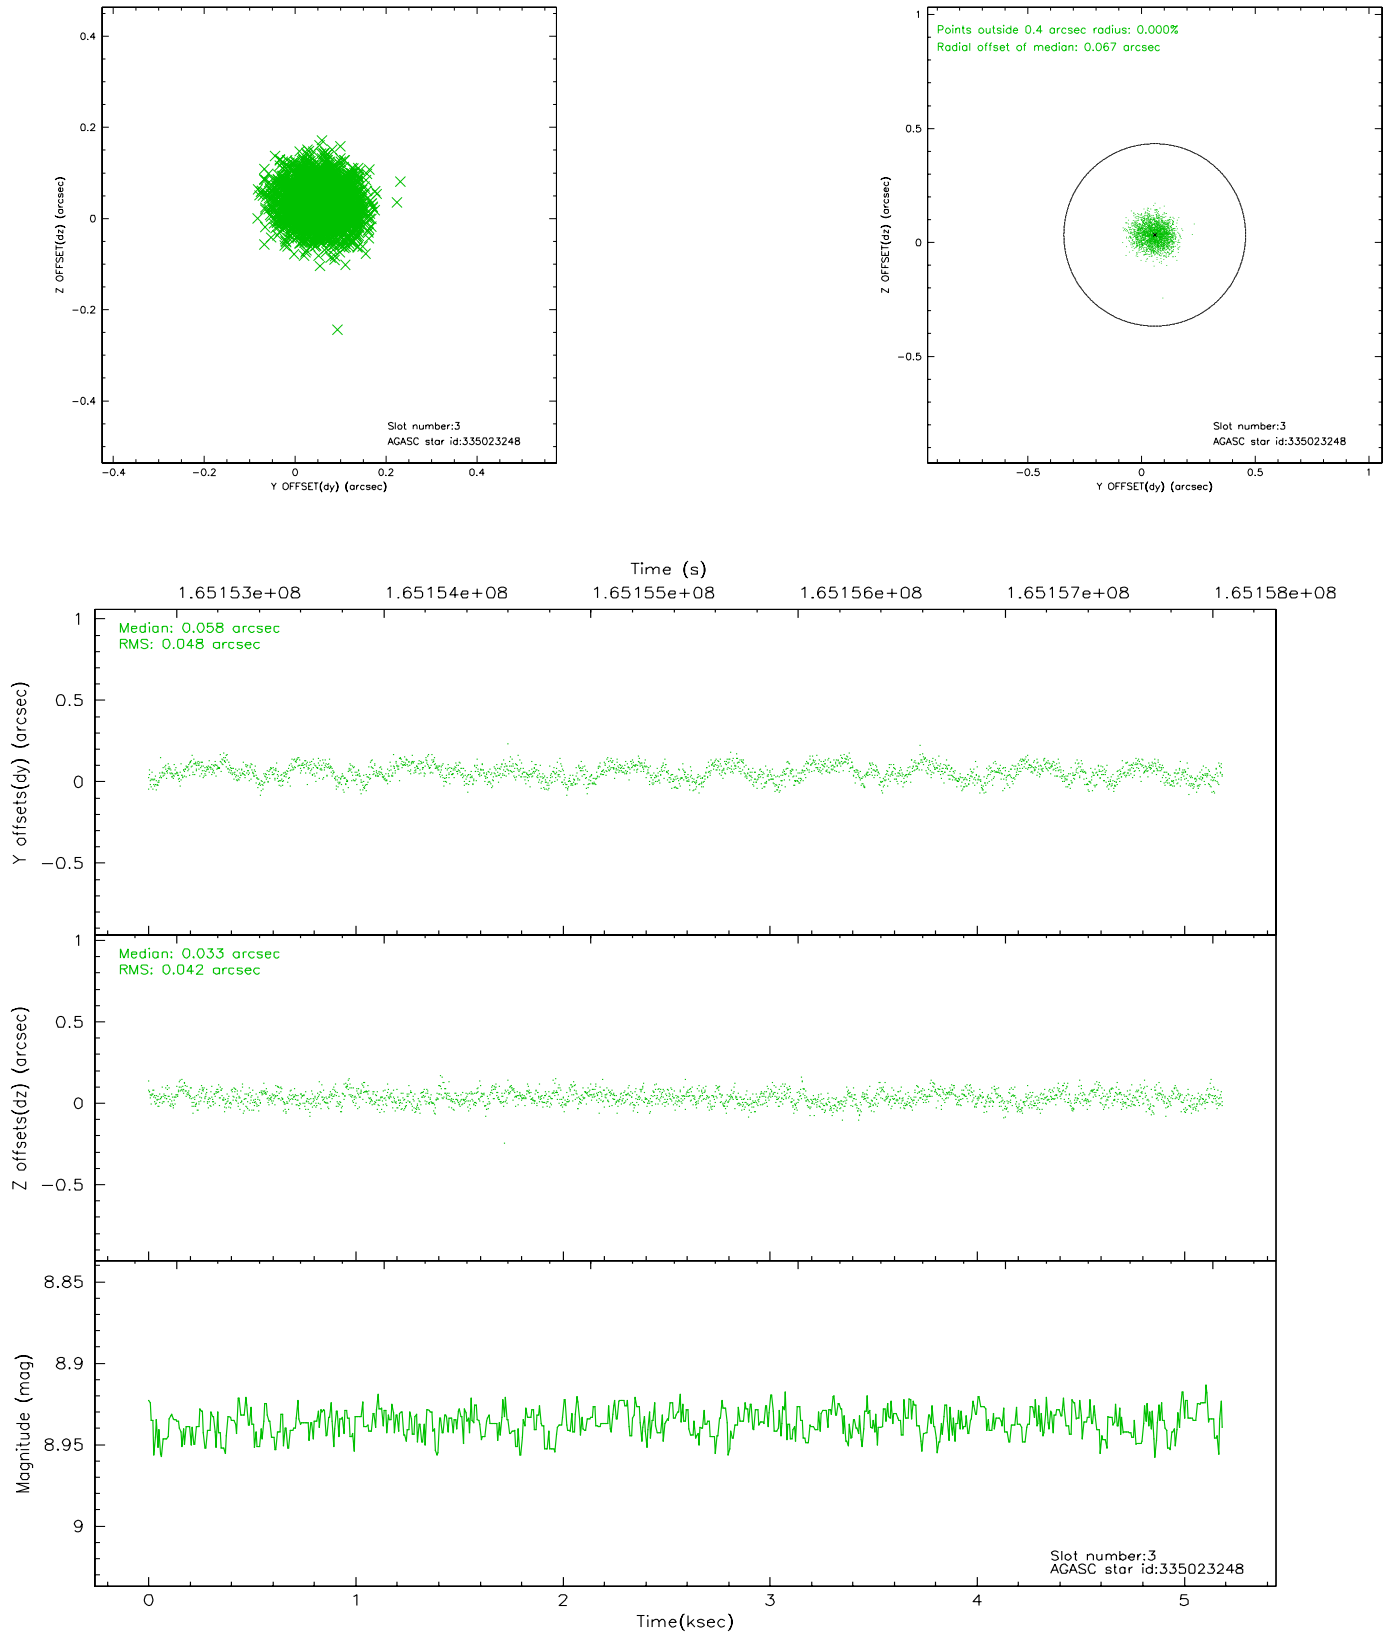 0.4
0.2
0
−0.2
−0.4
Z OFFSET(dz) (arcsec)
Slot number:3
AGASC star id:335023248
−0.4 −0.2 0 0.2 0.4
Y OFFSET(dy) (arcsec)
Points outside 0.4 arcsec radius: 0.000%
Radial offset of median: 0.067 arcsec
1
0.5
0
−0.5
Z OFFSET(dz) (arcsec)
Slot number:3
AGASC star id:335023248
−0.5 0 0.5 1
Y OFFSET(dy) (arcsec)
Time (s)
1.65153e+08 1.65154e+08 1.65155e+08 1.65156e+08 1.65157e+08 1.65158e+08
Median: 0.058 arcsec
RMS: 0.048 arcsec
1
0.5
0
−0.5
Y offsets(dy) (arcsec)
Median: 0.033 arcsec
RMS: 0.042 arcsec
1
0.5
0
−0.5
Z offsets(dz) (arcsec)
8.85
8.9
8.95
9
Magnitude (mag)
Slot number:3
AGASC star id:335023248
0 1 2 3 4 5
Time(ksec)